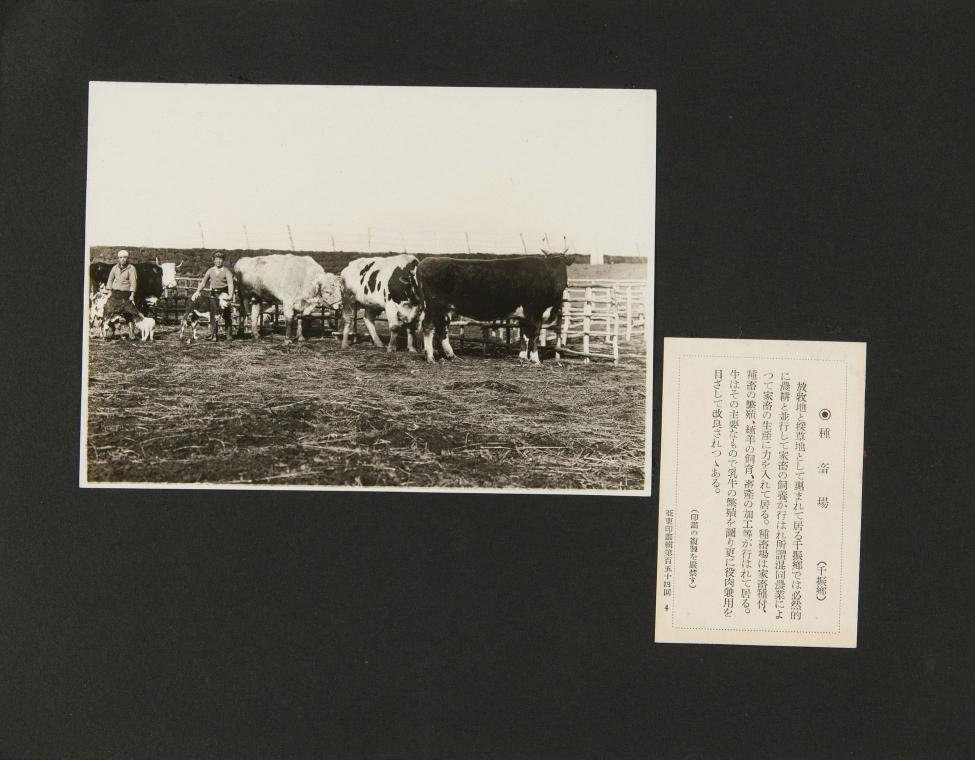 ◉種畜場 (千振鄕)
放牧地と採草地として惠まれて居る千振鄕では必然的
に農耕と並行して家畜の飼養が行はれ所謂混同農業によ
つて家畜の生產に力を入れて居る。種畜場は家畜種付、
種畜の繁殖、緬羊の飼育、畜產の加工等が行はれて居る。
牛はその主要なもので乳牛の繁殖を圖り更に役肉兼用を
目ざして改良されつゝある。
(印畫の複製を嚴禁す)
亞東印畫輯第百五十四回 4